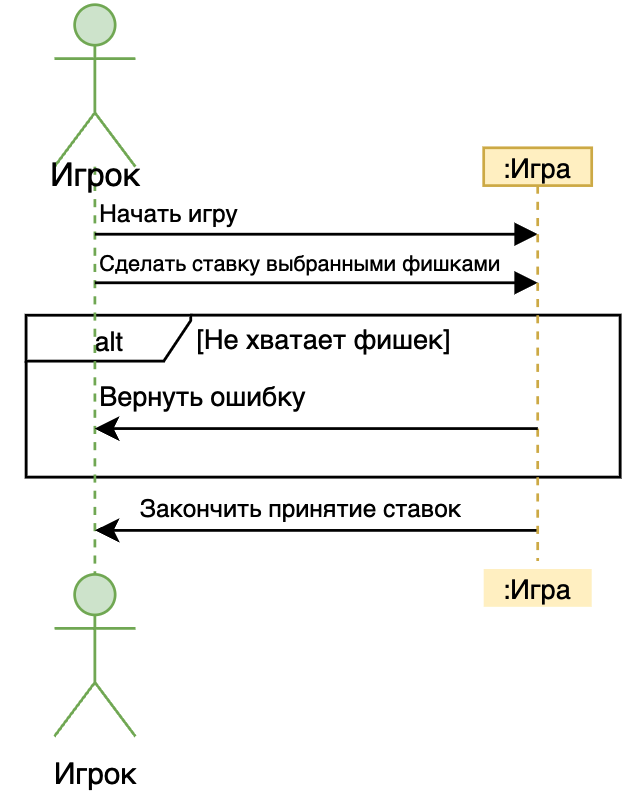 Игрок
:Игра
Начать игру
Сделать ставку выбранными фишками
alt
[Не хватает фишек]
Вернуть ошибку
Закончить принятие ставок
:Игра
Игрок